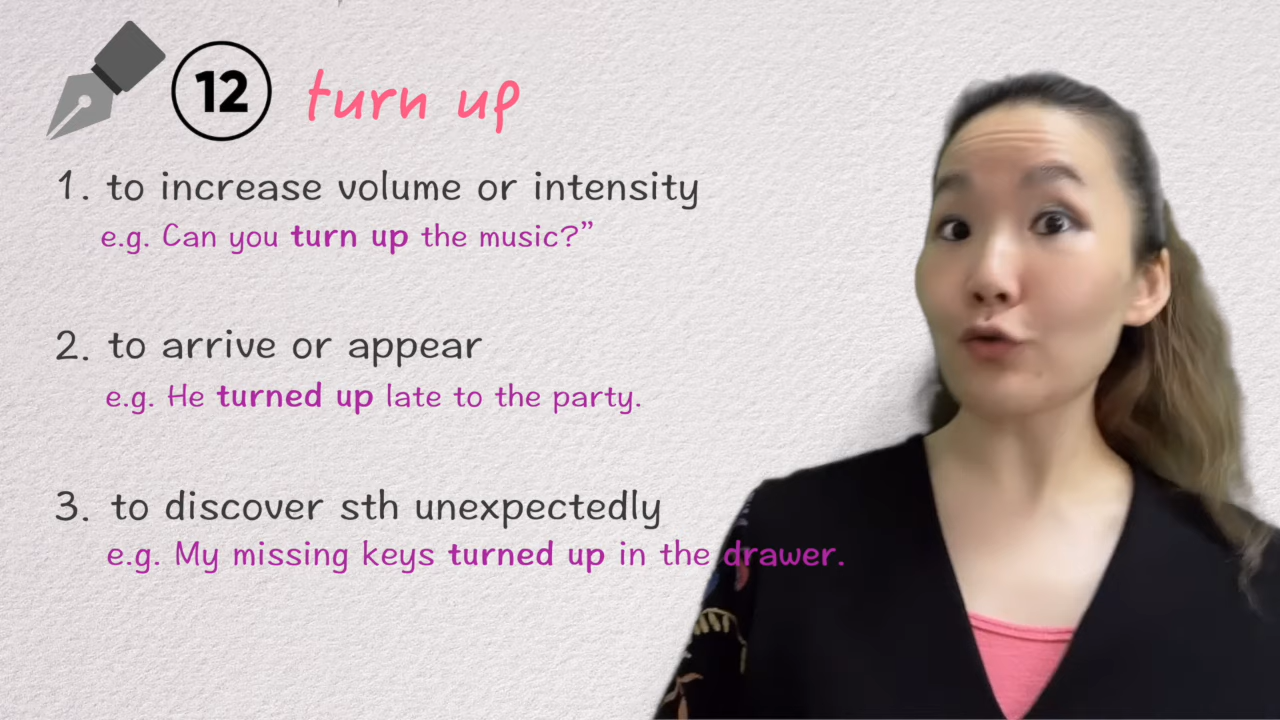 12 turn up
1. to increase volume or intensity
e.g. Can you turn up the music?”
2. to arrive or appear
e.g. He turned up late to the party.
3. to discover sth unexpectedly
e.g. My missing keys turned up in the drawer.